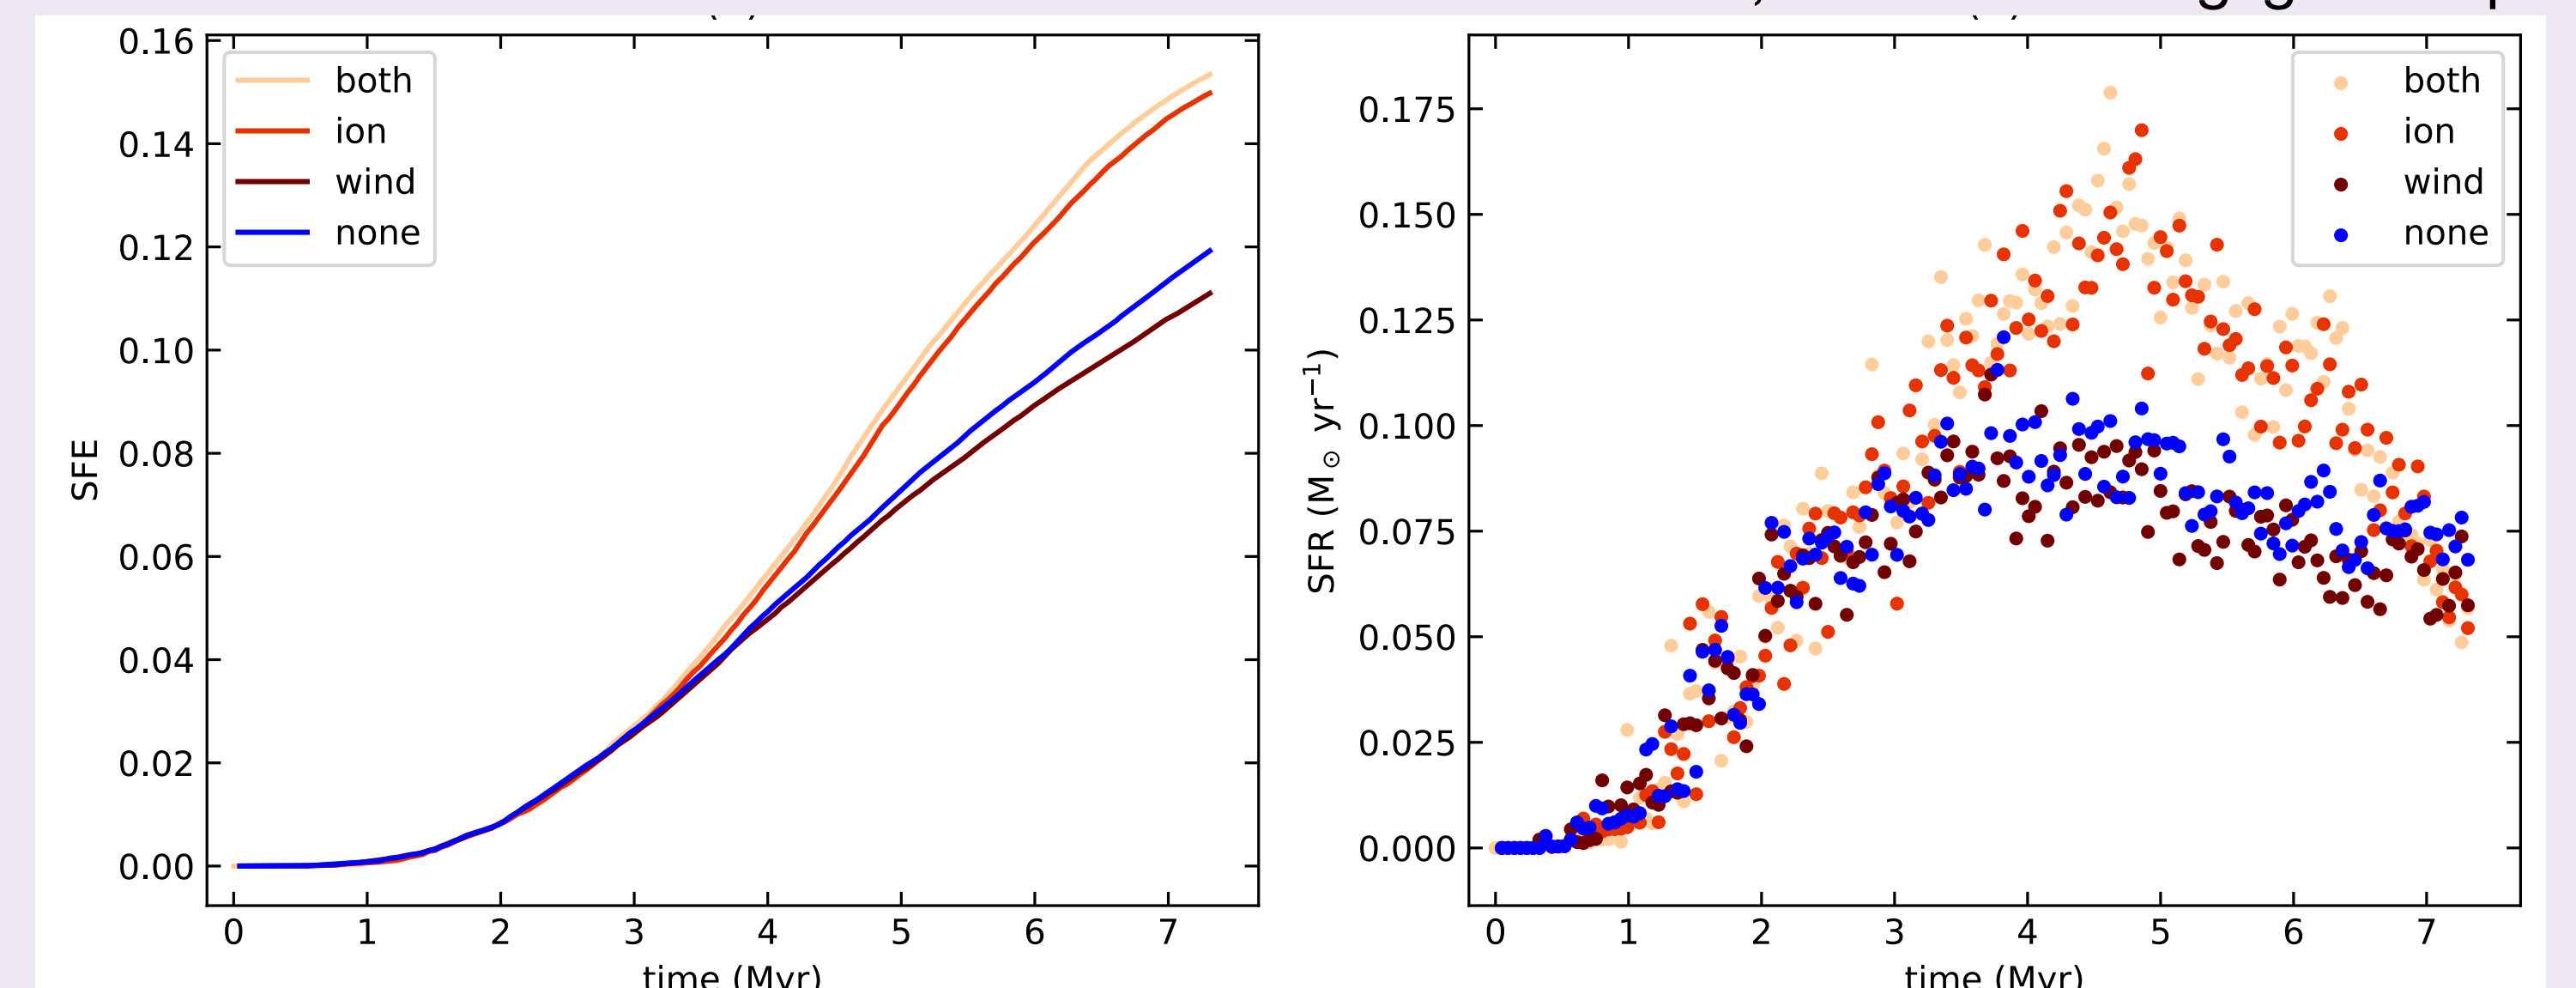 0.16
0.14
0.12
0.10
0.08
0.06
0.04
0.02
0.00
SFE
both
ion
wind
none
0 1 2 3 4 5 6 7
time (Myr)
0.175
0.150
0.125
0.100
0.075
0.050
0.025
0.000
SFR (M⊙ yr⁻¹)
both
ion
wind
none
0 1 2 3 4 5 6 7
time (Myr)